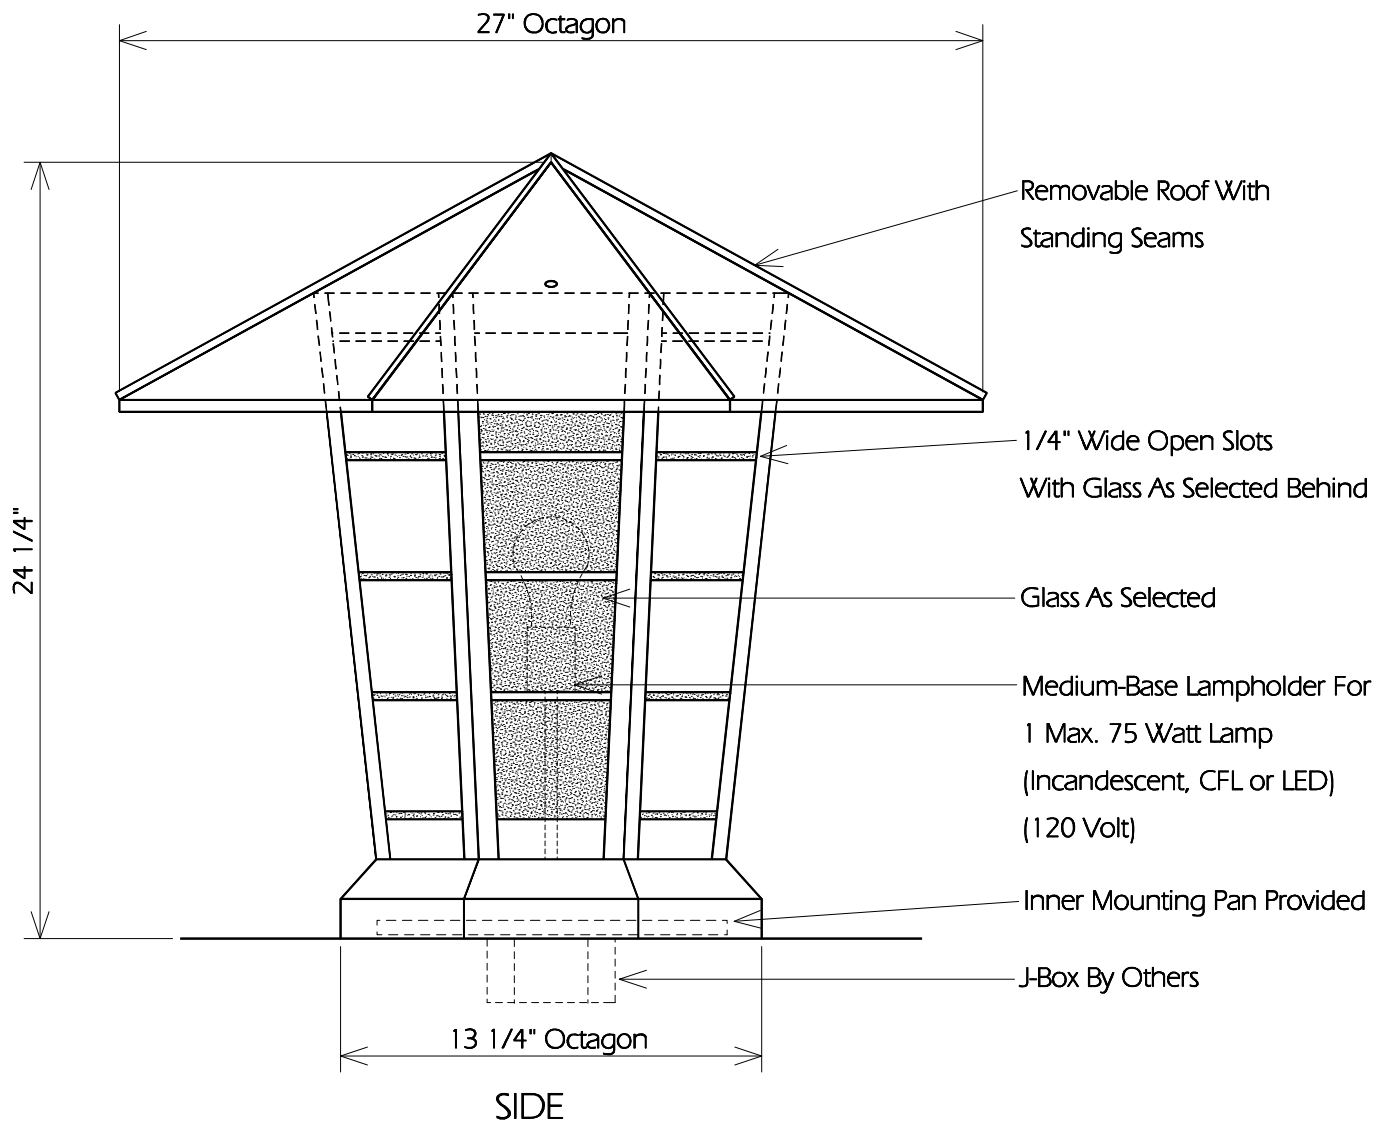 27" Octagon
Removable Roof With
Standing Seams
1/4" Wide Open Slots
With Glass As Selected Behind
24 1/4"
Glass As Selected
Medium-Base Lampholder For
1 Max. 75 Watt Lamp
(Incandescent, CFL or LED)
(120 Volt)
Inner Mounting Pan Provided
J-Box By Others
13 1/4" Octagon
SIDE